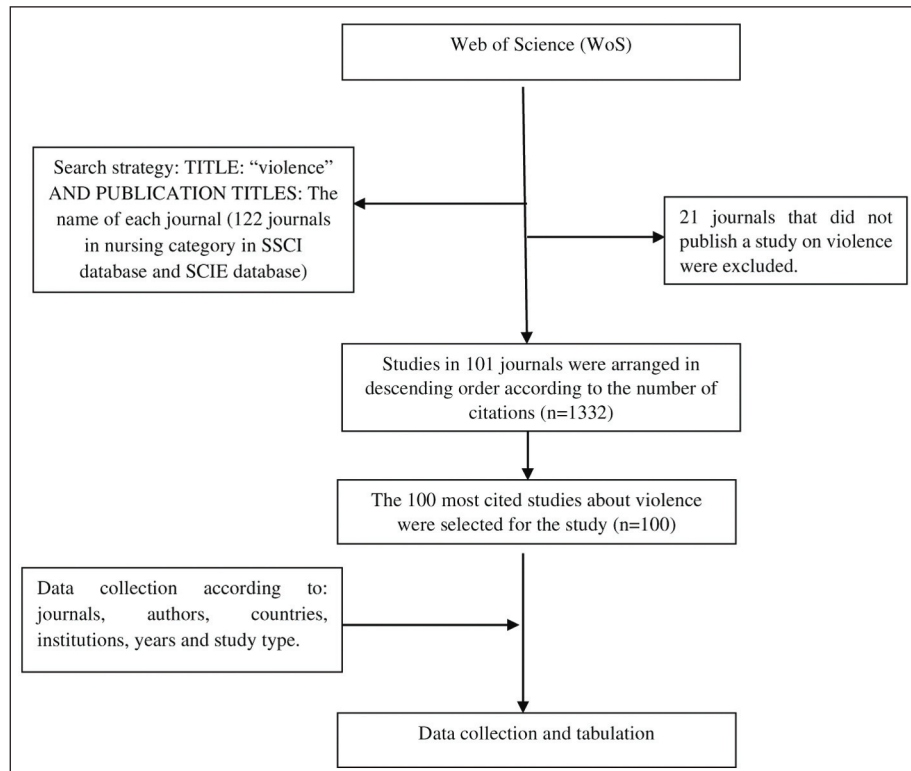 Web of Science (WoS)
Search strategy: TITLE: “violence”
AND PUBLICATION TITLES: The
name of each journal (122 journals
in nursing category in SSCI
database and SCIE database)
21 journals that did not
publish a study on violence
were excluded.
Studies in 101 journals were arranged in
descending order according to the number of
citations (n=1332)
The 100 most cited studies about violence
were selected for the study (n=100)
Data collection according to:
journals, authors, countries,
institutions, years and study type.
Data collection and tabulation